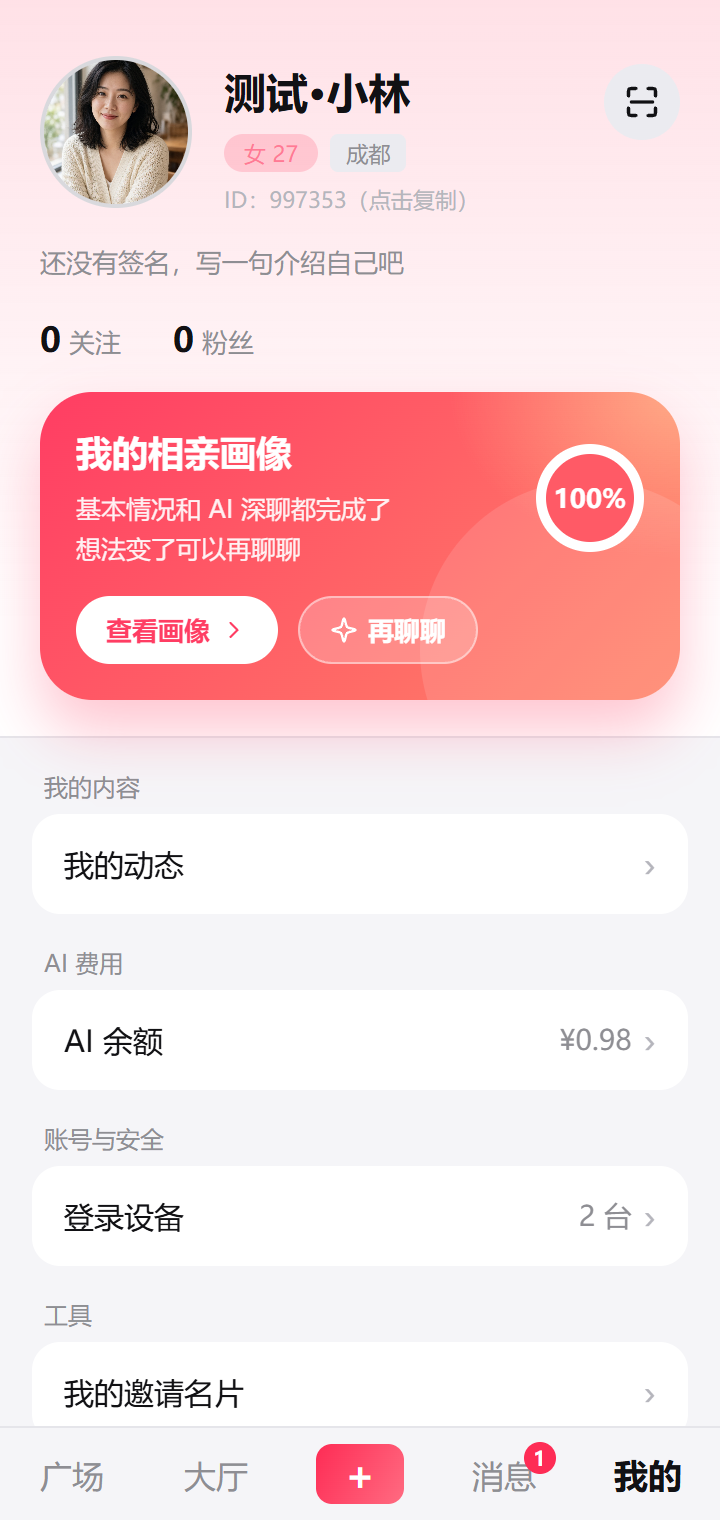 测试•小林
女 27
成都
ID：997353（点击复制）
还没有签名，写一句介绍自己吧
0 关注
0 粉丝
我的相亲画像
基本情况和 AI 深聊都完成了
想法变了可以再聊聊
100%
查看画像
再聊聊
我的内容
我的动态
AI 费用
AI 余额
¥0.98
账号与安全
登录设备
2 台
工具
我的邀请名片
广场
大厅
+
消息
1
我的